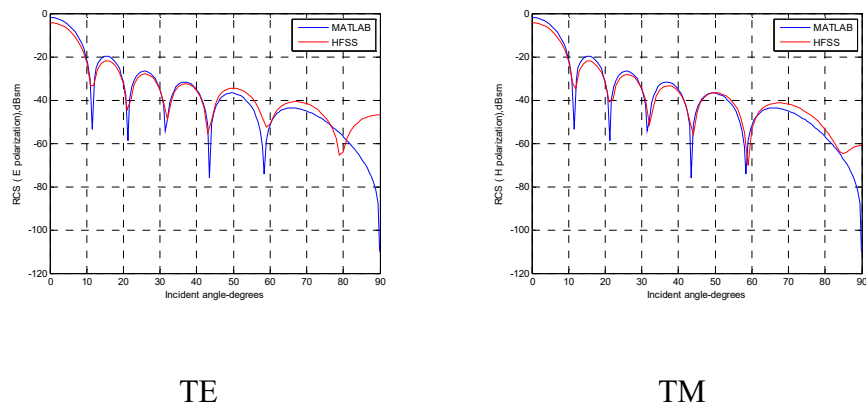 0
-20
-40
-60
-80
-100
-120
0 10 20 30 40 50 60 70 80 90
Incident angle-degrees
RCS ( E polarization),dBsm
MATLAB
HFSS
0
-20
-40
-60
-80
-100
-120
0 10 20 30 40 50 60 70 80 90
Incident angle-degrees
RCS ( H polarization),dBsm
MATLAB
HFSS
TE
TM